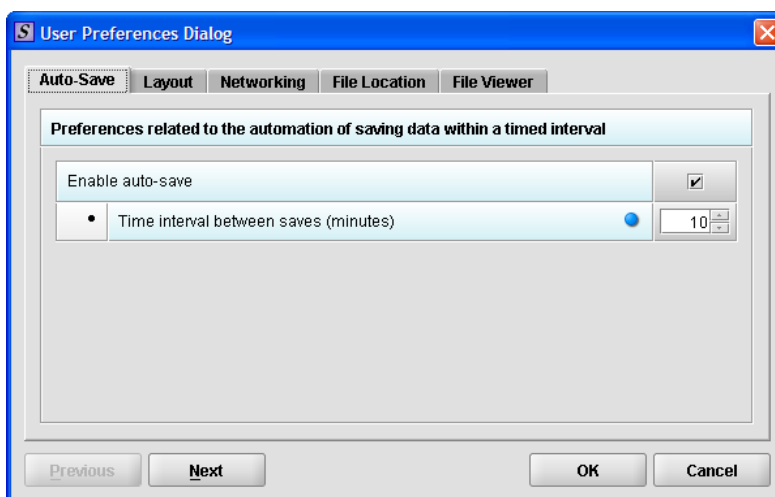 S User Preferences Dialog
Auto-Save Layout Networking File Location File Viewer
Preferences related to the automation of saving data within a timed interval
Enable auto-save
• Time interval between saves (minutes) 10
Previous Next OK Cancel